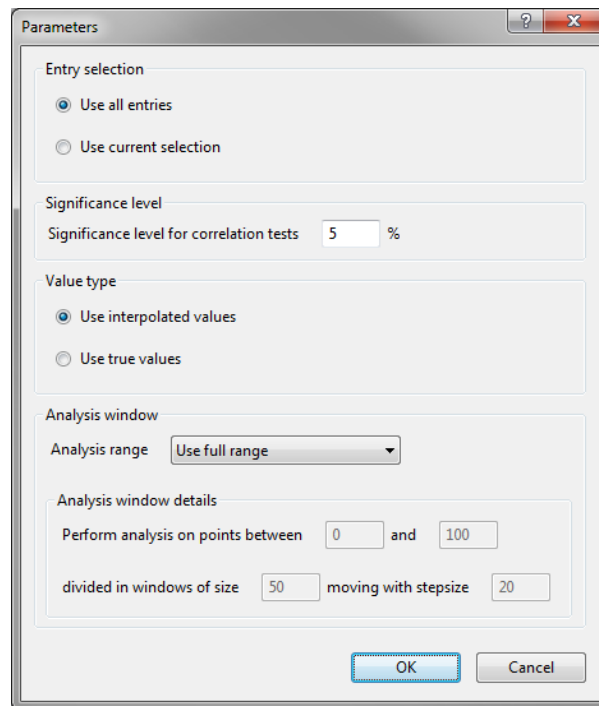 Parameters
Entry selection
Use all entries
Use current selection
Significance level
Significance level for correlation tests 5 %
Value type
Use interpolated values
Use true values
Analysis window
Analysis range Use full range
Analysis window details
Perform analysis on points between 0 and 100
divided in windows of size 50 moving with stepsize 20
OK Cancel